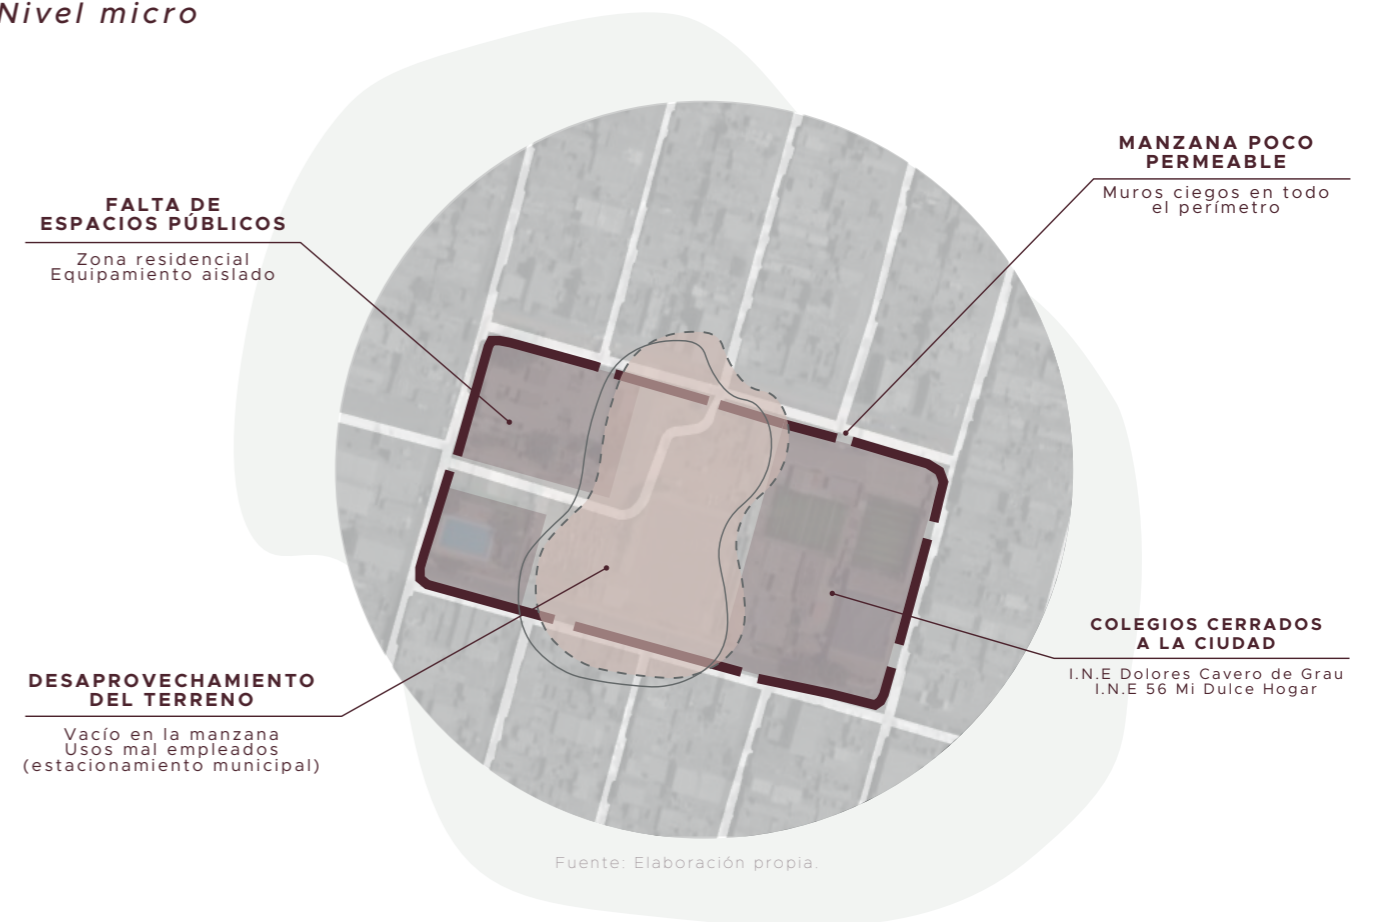 Nivel micro
FALTA DE
ESPACIOS PÚBLICOS
Zona residencial
Equipamiento aislado
MANZANA POCO
PERMEABLE
Muros ciegos en todo
el perímetro
DESAPROVECHAMIENTO
DEL TERRENO
Vacío en la manzana
Usos mal empleados
(estacionamiento municipal)
COLEGIOS CERRADOS
A LA CIUDAD
I.N.E Dolores Cavero de Grau
I.N.E 56 Mi Dulce Hogar
Fuente: Elaboración propia.